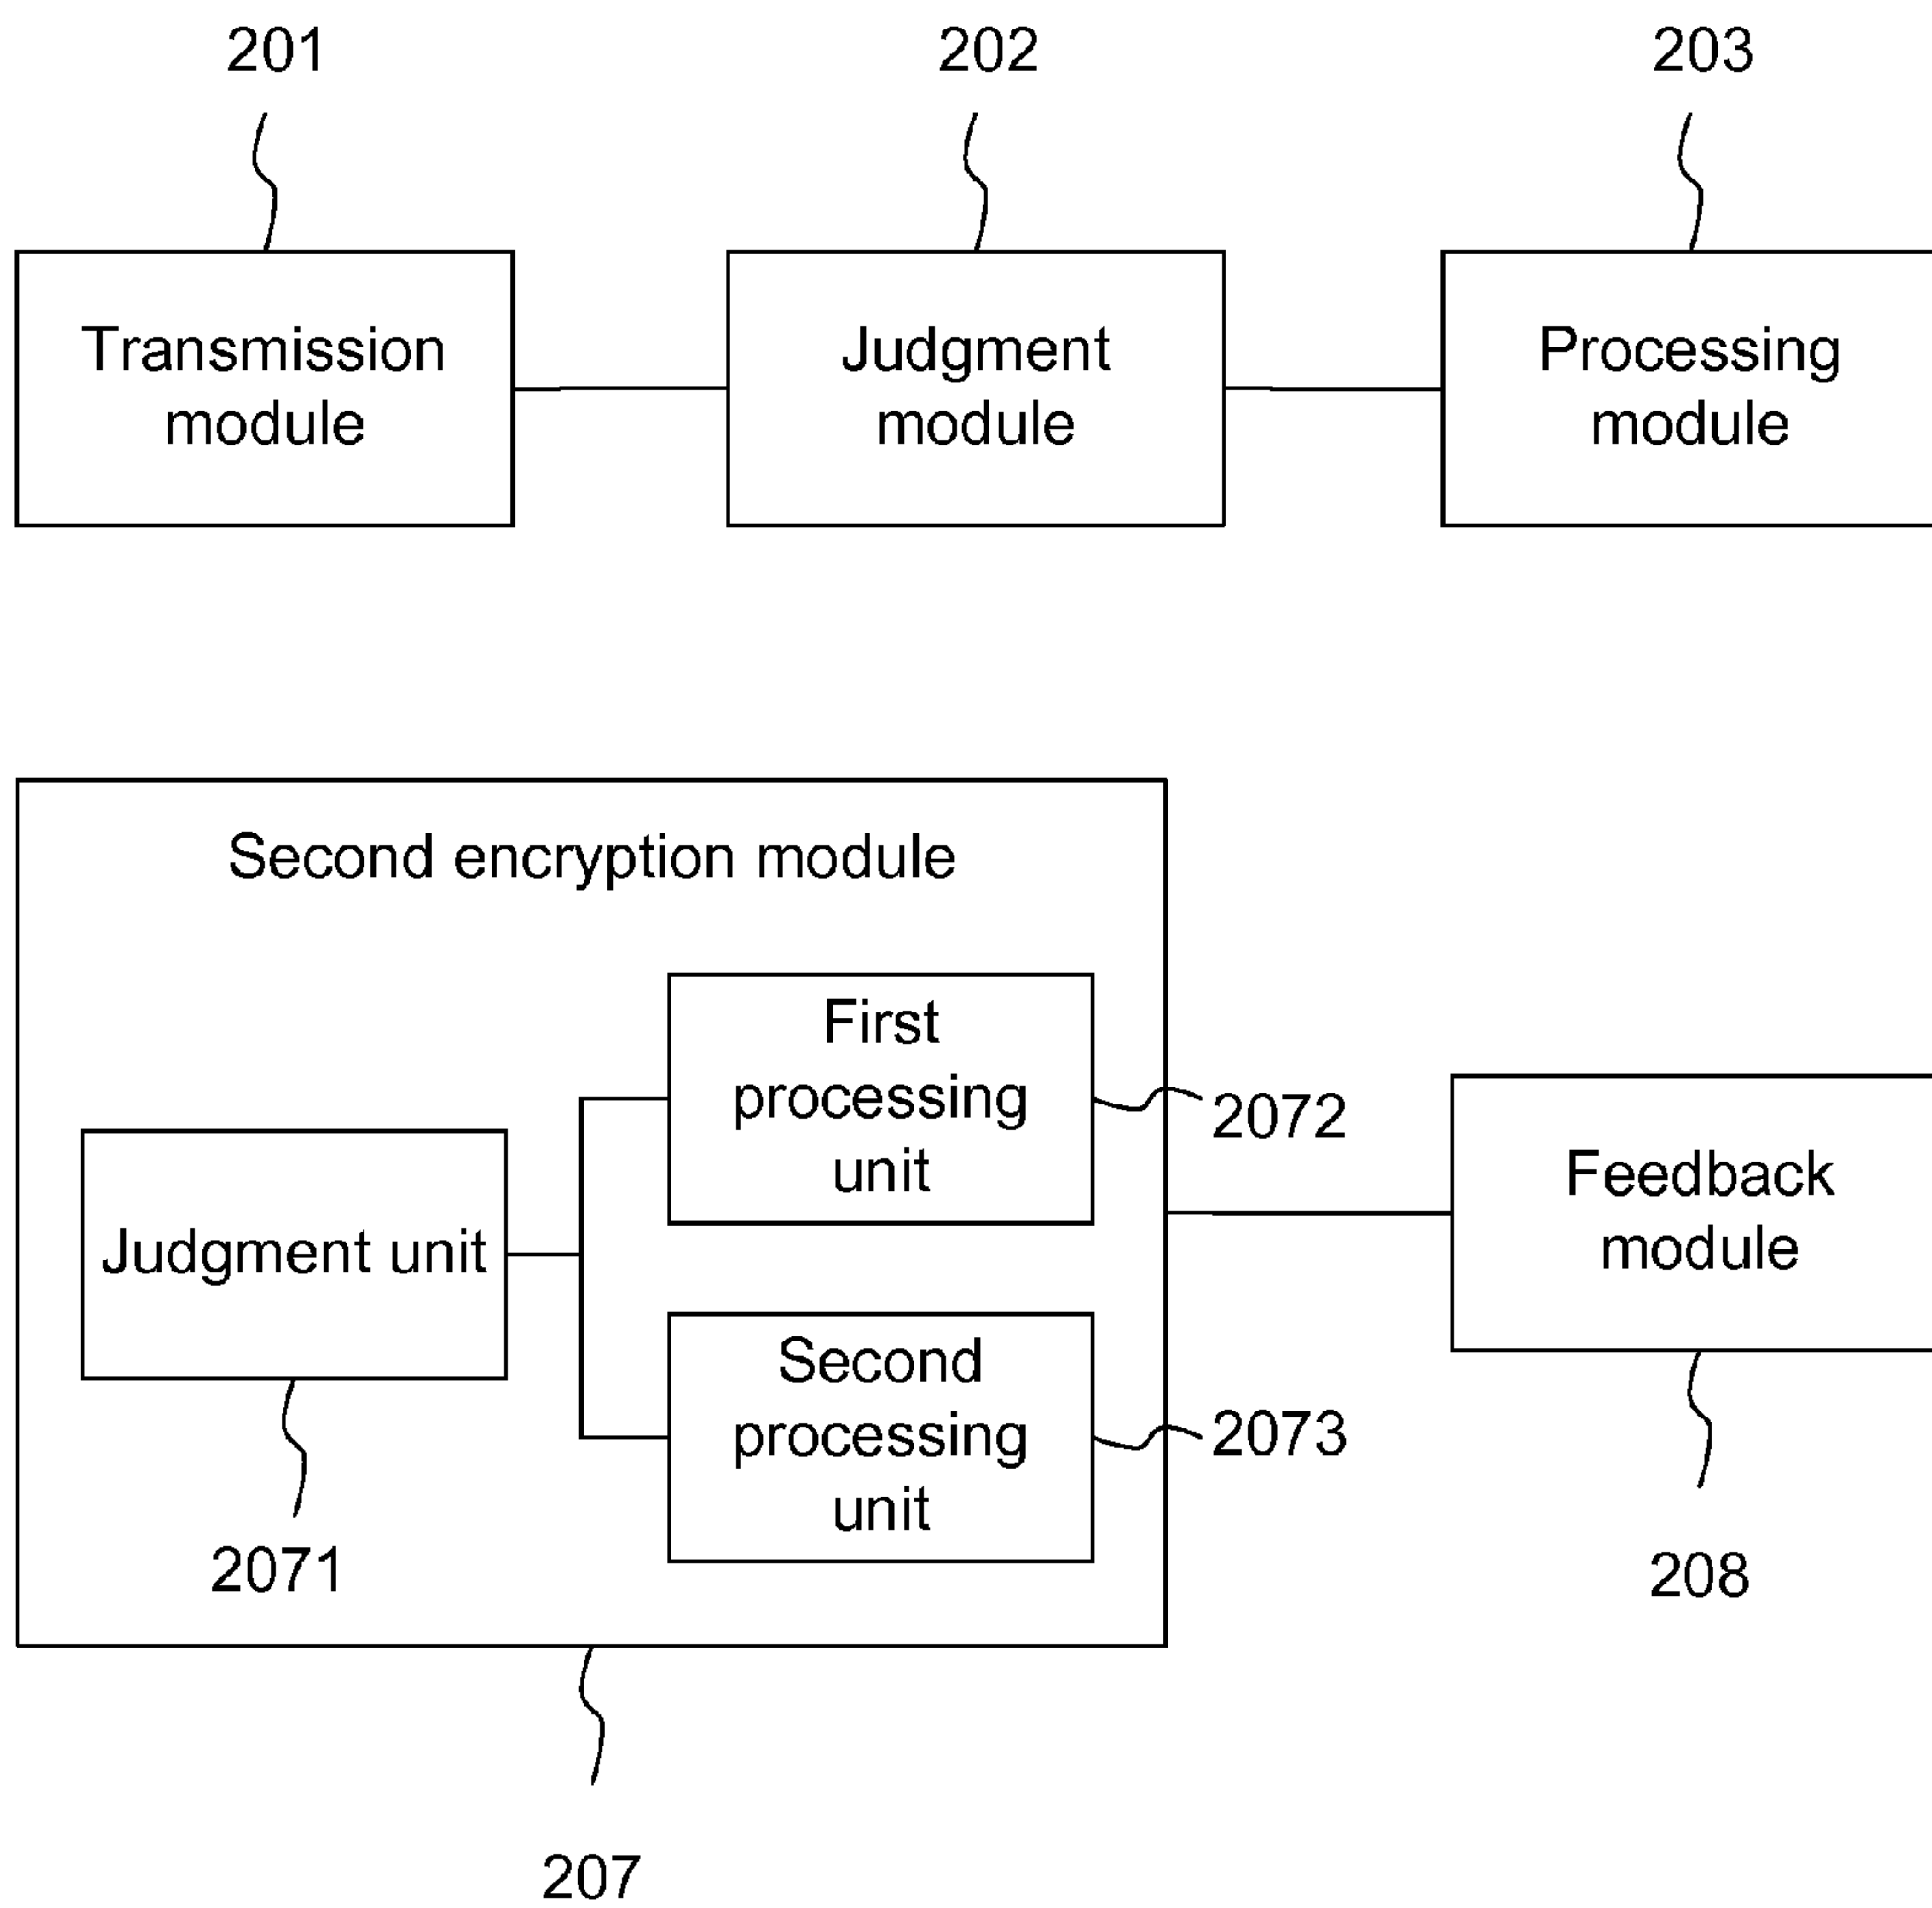 201
202
203
Transmission
module
Judgment
module
Processing
module
Second encryption module
First
processing
unit
2072
Judgment unit
Second
processing
unit
2073
2071
207
Feedback
module
208